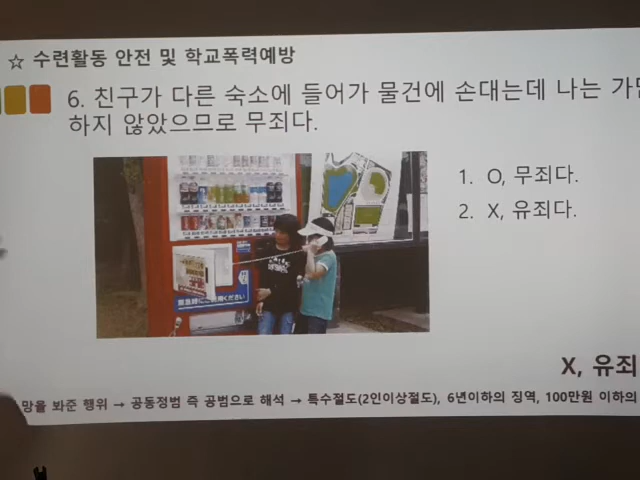 ☆ 수련활동 안전 및 학교폭력예방
6. 친구가 다른 숙소에 들어가 물건에 손대는데 나는 가담
하지 않았으므로 무죄다.
1. O, 무죄다.
2. X, 유죄다.
X, 유죄
망을 봐준 행위 → 공동정범 즉 공범으로 해석 → 특수절도(2인이상절도), 6년이하의 징역, 100만원 이하의